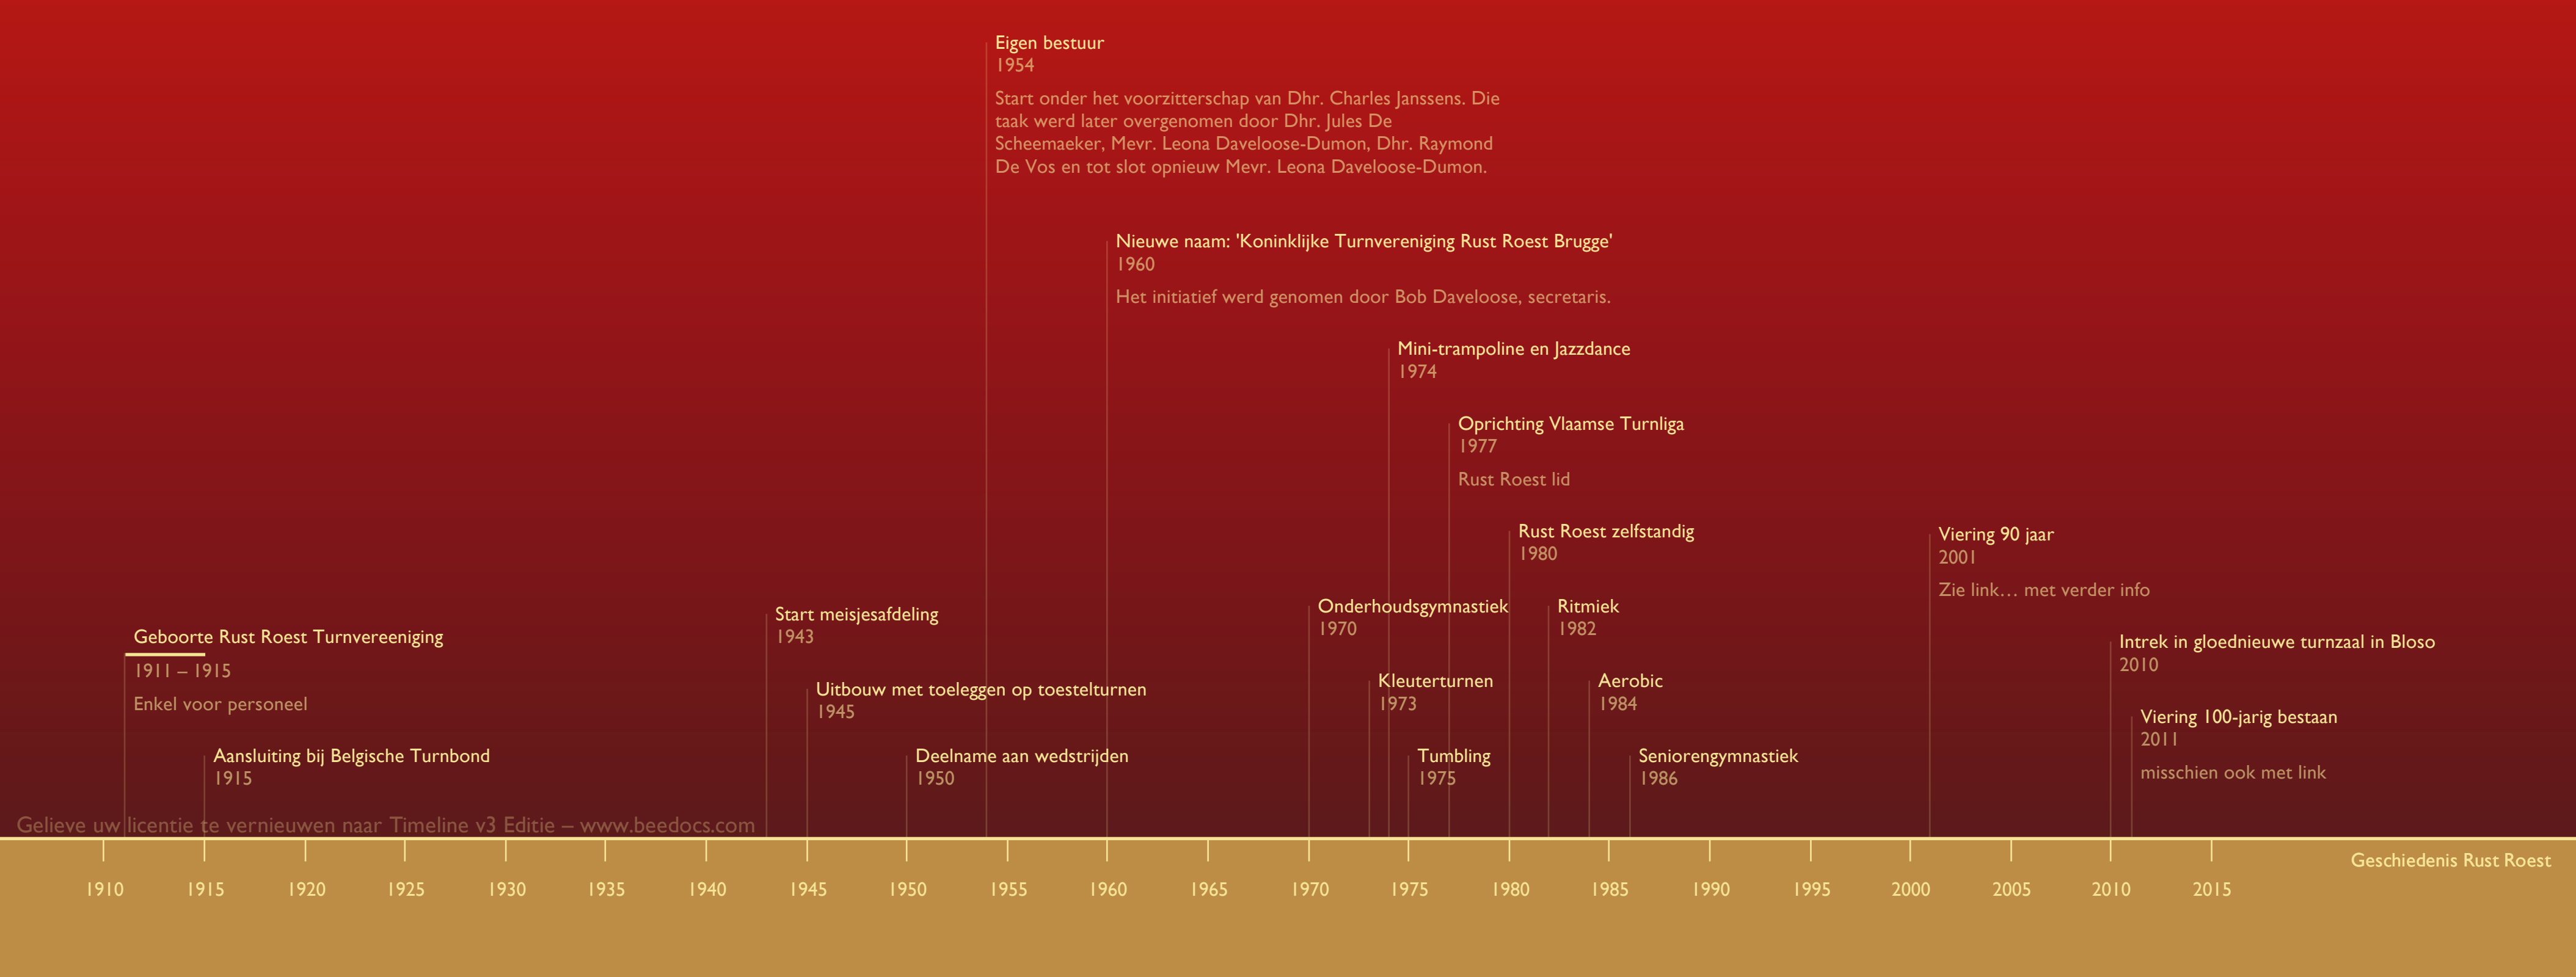 Eigen bestuur
1954
Start onder het voorzitterschap van Dhr. Charles Janssens. Die
taak werd later overgenomen door Dhr. Jules De
Scheemaeker, Mevr. Leona Daveloose-Dumon, Dhr. Raymond
De Vos en tot slot opnieuw Mevr. Leona Daveloose-Dumon.
Nieuwe naam: 'Koninklijke Turnvereniging Rust Roest Brugge'
1960
Het initiatief werd genomen door Bob Daveloose, secretaris.
Mini-trampoline en Jazzdance
1974
Oprichting Vlaamse Turnliga
1977
Rust Roest lid
Rust Roest zelfstandig
1980
Viering 90 jaar
2001
Zie link… met verder info
Geboorte Rust Roest Turnvereeniging
1911 – 1915
Enkel voor personeel
Start meisjesafdeling
1943
Onderhoudsgymnastiek
1970
Ritmiek
1982
Intrek in gloednieuwe turnzaal in Bloso
2010
Uitbouw met toeleggen op toestelturnen
1945
Kleuterturnen
1973
Aerobic
1984
Viering 100-jarig bestaan
2011
misschien ook met link
Aansluiting bij Belgische Turnbond
1915
Deelname aan wedstrijden
1950
Tumbling
1975
Seniorengymnastiek
1986
Gelieve uw licentie te vernieuwen naar Timeline v3 Editie – www.beedocs.com
Geschiedenis Rust Roest
1910 1915 1920 1925 1930 1935 1940 1945 1950 1955 1960 1965 1970 1975 1980 1985 1990 1995 2000 2005 2010 2015